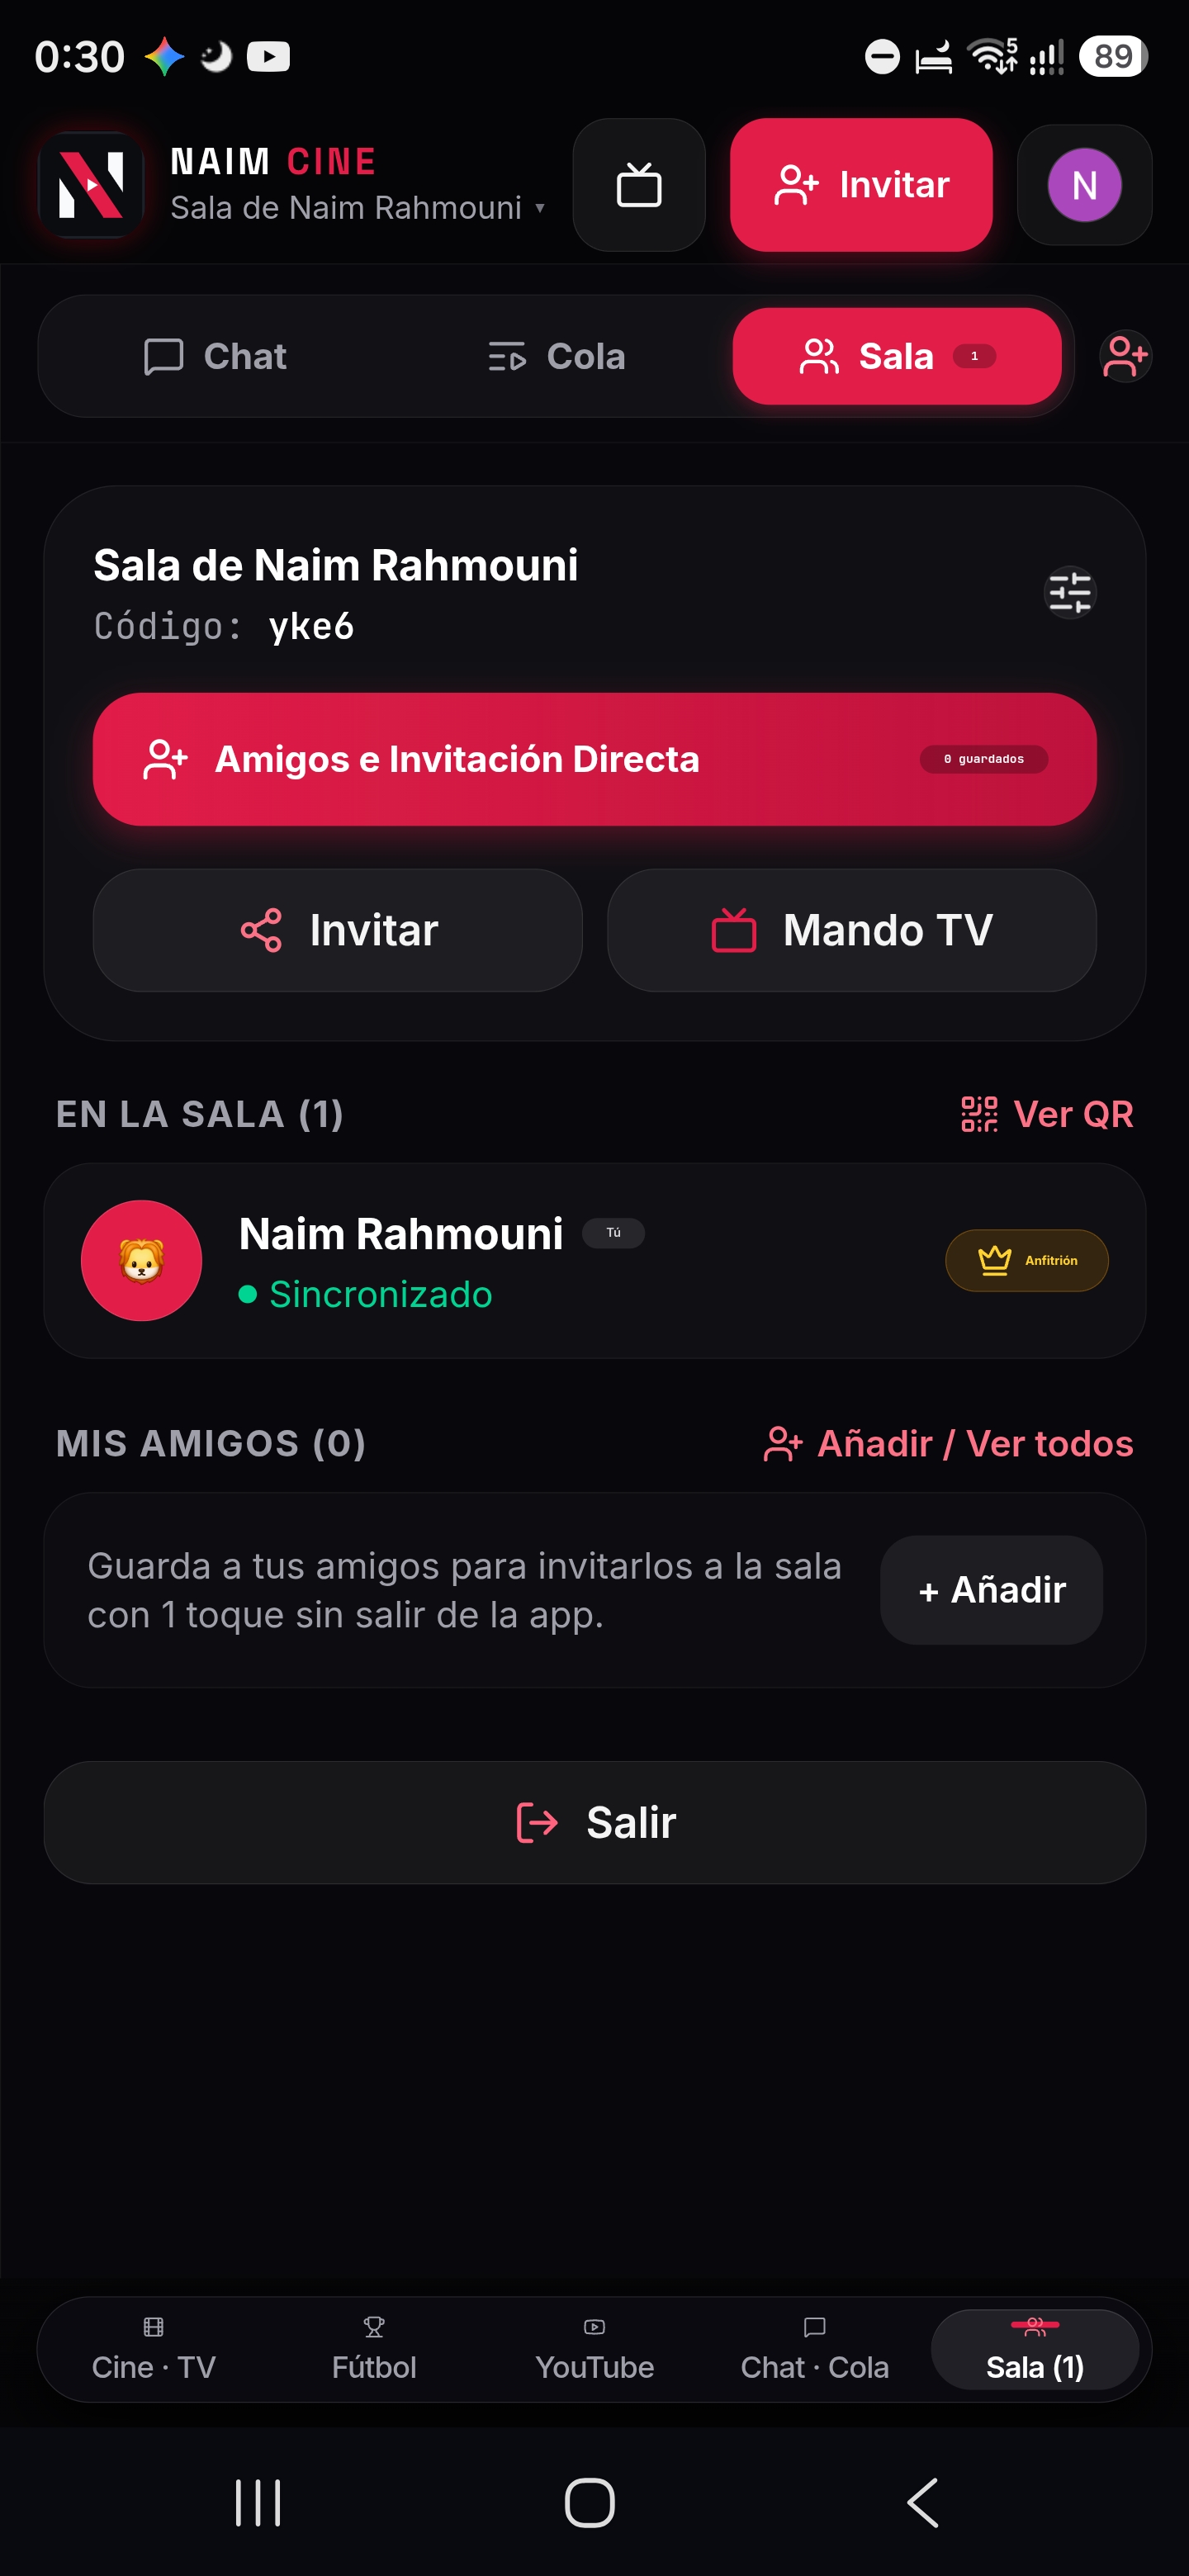 0:30
5
89
NAIM CINE
Sala de Naim Rahmouni ▾
Invitar
N
Chat
Cola
Sala 1
Sala de Naim Rahmouni
Código: yke6
Amigos e Invitación Directa
0 guardados
Invitar
Mando TV
EN LA SALA (1)
Ver QR
Naim Rahmouni Tú
Sincronizado
Anfitrión
MIS AMIGOS (0)
Añadir / Ver todos
Guarda a tus amigos para invitarlos a la sala
con 1 toque sin salir de la app.
+ Añadir
Salir
Cine · TV
Fútbol
YouTube
Chat · Cola
Sala (1)